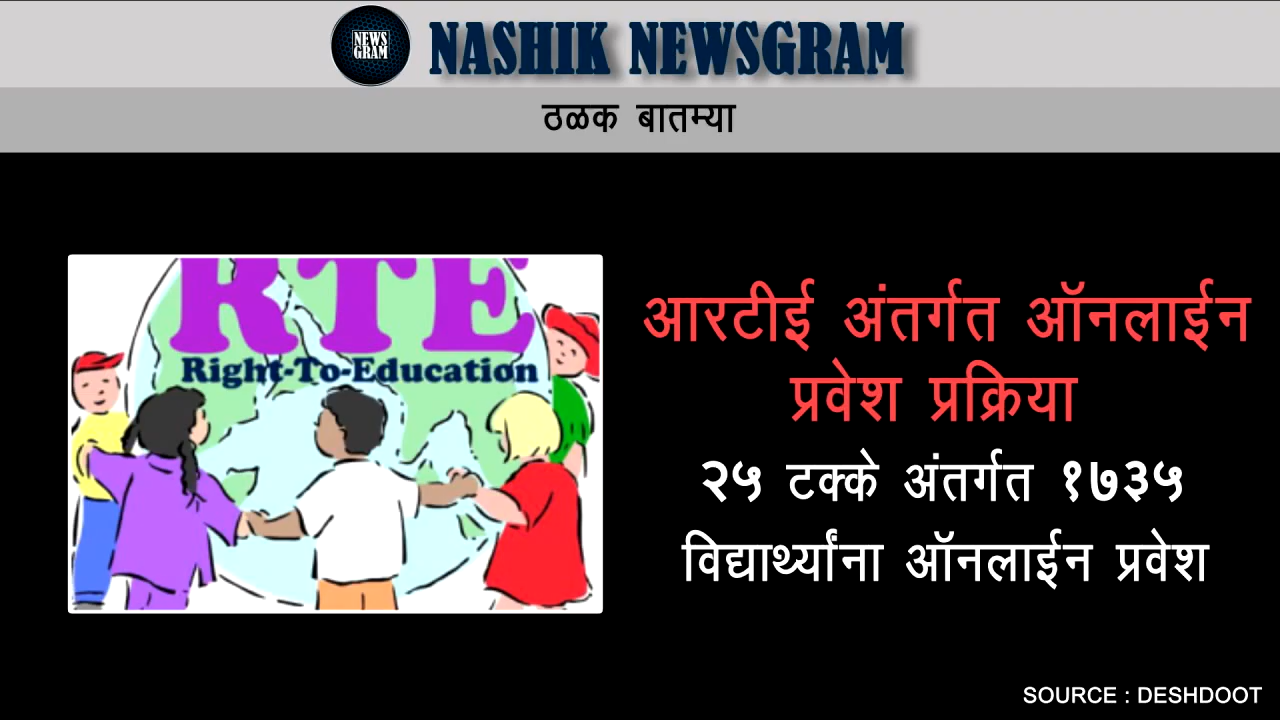 NEWS
GRAM
NASHIK NEWSGRAM
ठळक बातम्या
RTE
Right-To-Education
आरटीई अंतर्गत ऑनलाईन
प्रवेश प्रक्रिया
२५ टक्के अंतर्गत १७३५
विद्यार्थ्यांना ऑनलाईन प्रवेश
SOURCE : DESHDOOT